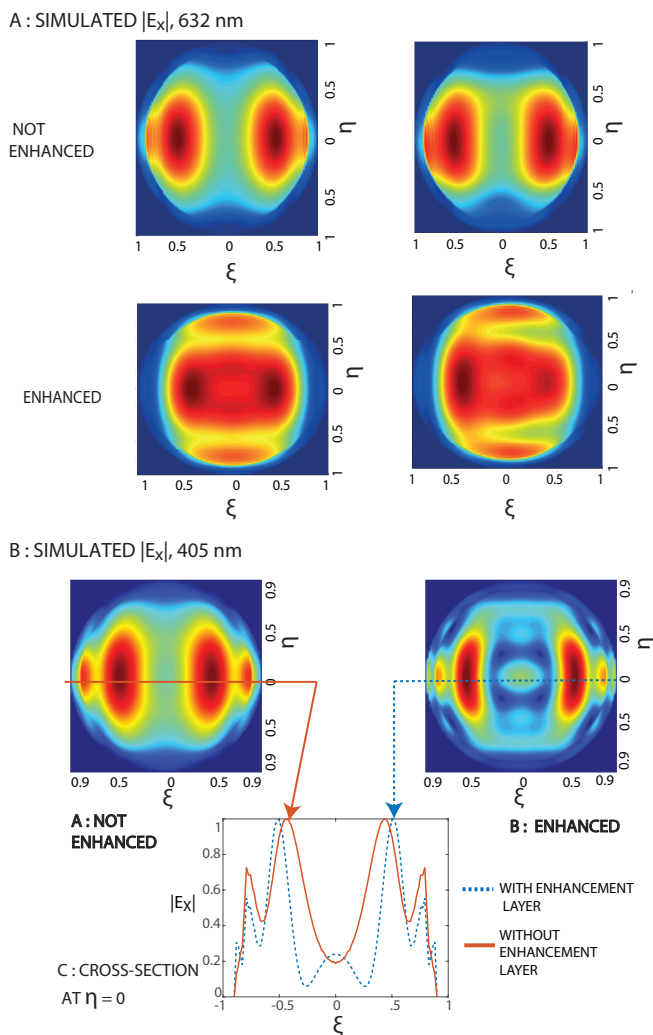 A : SIMULATED |EX|, 632 nm
NOT
ENHANCED
1 0.5 0 0.5 1
η
1 0.5 0 0.5 1
ξ
1 0.5 0 0.5 1
η
1 0.5 0 0.5 1
ξ
ENHANCED
1 0.5 0 0.5 1
η
1 0.5 0 0.5 1
ξ
1 0.5 0 0.5 1
η
1 0.5 0 0.5 1
ξ
B : SIMULATED |EX|, 405 nm
0.9 0.5 0 0.5 0.9
η
0.9 0.5 0 0.5 0.9
ξ
0.9 0.5 0 0.5 0.9
η
0.9 0.5 0 0.5 0.9
ξ
A : NOT
ENHANCED
B : ENHANCED
1
0.8
0.6
|EX|
0.4
0.2
0
-1 -0.5 0 .5 1
ξ
C : CROSS-SECTION
AT η = 0
WITH ENHANCEMENT
LAYER
WITHOUT
ENHANCEMENT
LAYER